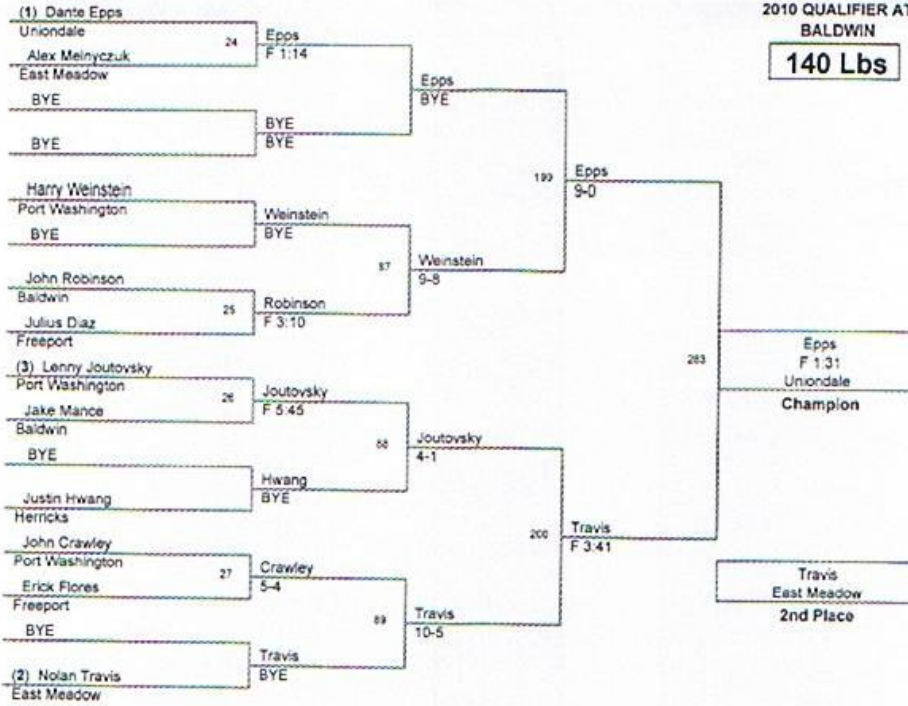 2010 QUALIFIER AT
BALDWIN
140 Lbs
(1) Dante Epps
Uniondale
24
Alex Melnyczuk
East Meadow
Epps
F 1:14
BYE
BYE
BYE
BYE
Epps
BYE
Harry Weinstein
Port Washington
BYE
Weinstein
BYE
John Robinson
Baldwin
25
Julius Diaz
Freeport
Robinson
F 3:10
87
Weinstein
9-8
199
Epps
9-0
(3) Lenny Joutovsky
Port Washington
26
Jake Mance
Baldwin
Joutovsky
F 5:45
BYE
Justin Hwang
Herricks
Hwang
BYE
88
Joutovsky
4-1
John Crawley
Port Washington
27
Erick Flores
Freeport
Crawley
5-4
BYE
(2) Nolan Travis
East Meadow
Travis
BYE
89
Travis
10-5
200
Travis
F 3:41
283
Epps
F 1:31
Uniondale
Champion
Travis
East Meadow
2nd Place